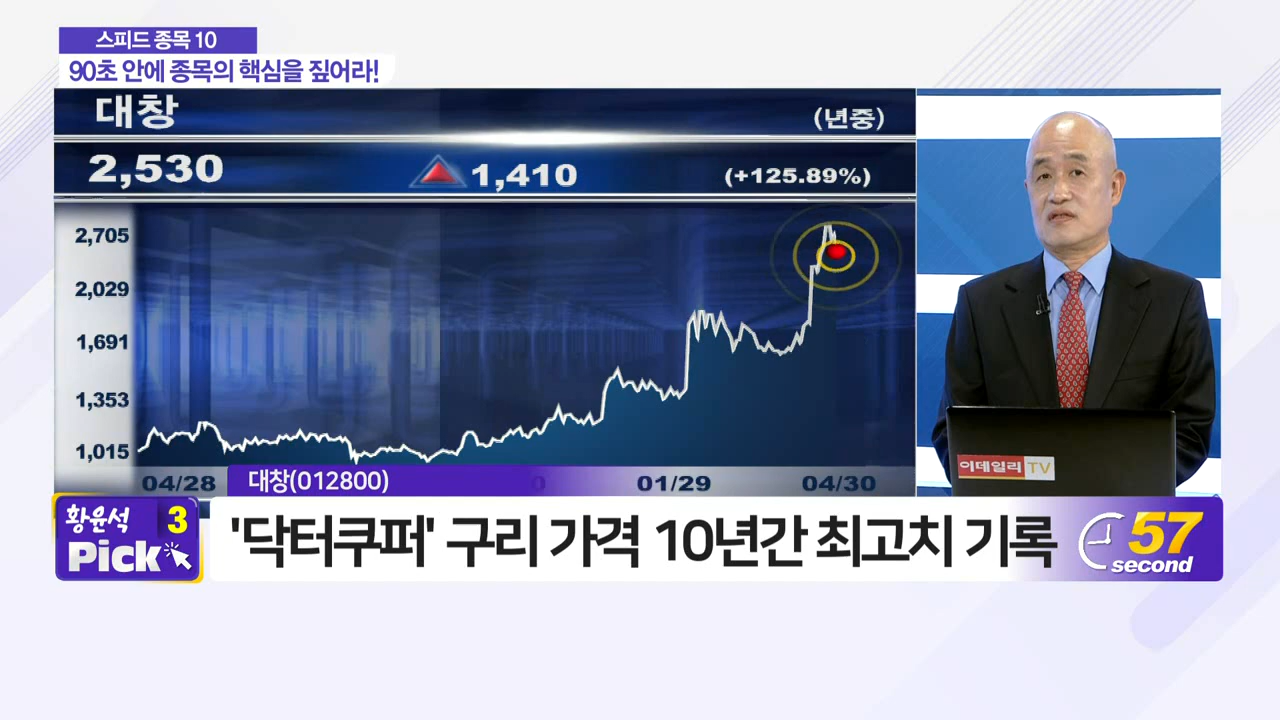 스피드 종목 10
90초 안에 종목의 핵심을 짚어라!
대창
(년중)
2,530
1,410
(+125.89%)
2,705
2,029
1,691
1,353
1,015
04/28
0
01/29
04/30
대창(012800)
이데일리 TV
황윤석
3
Pick
'닥터쿠퍼' 구리 가격 10년간 최고치 기록
57
second